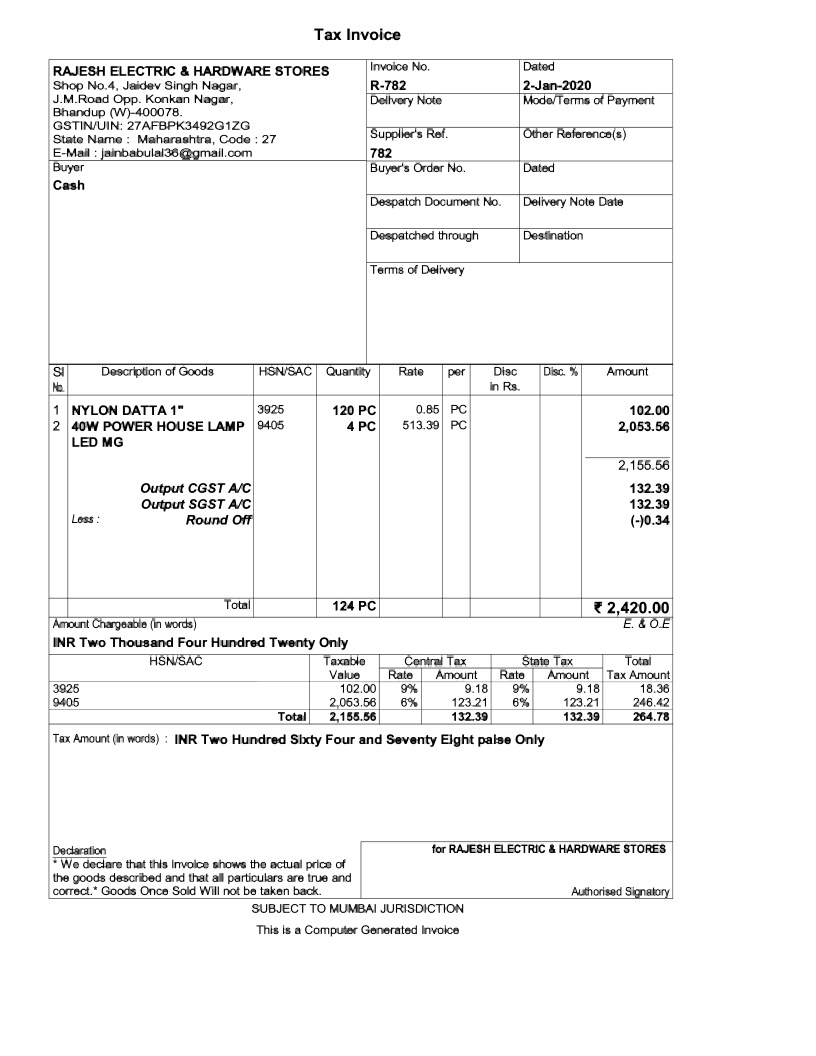 Tax Invoice
RAJESH ELECTRIC & HARDWARE STORES
Shop No.4, Jaidev Singh Nagar,
J.M.Road Opp. Konkan Nagar,
Bhandup (W)-400078.
GSTIN/UIN: 27AFBPK3492G1ZG
State Name : Maharashtra, Code : 27
E-Mail : jainbabulal36@gmail.com
Invoice No. Dated
R-782 2-Jan-2020
Delivery Note Mode/Terms of Payment
Supplier's Ref. Other Reference(s)
782
Buyer
Cash
Buyer's Order No. Dated
Despatch Document No. Delivery Note Date
Despatched through Destination
Terms of Delivery
Sl No. Description of Goods HSN/SAC Quantity Rate per Disc in Rs. Disc. % Amount
1 NYLON DATTA 1" 3925 120 PC 0.85 PC 102.00
2 40W POWER HOUSE LAMP 9405 4 PC 513.39 PC 2,053.56
LED MG
2,155.56
Output CGST A/C 132.39
Output SGST A/C 132.39
Less : Round Off (-)0.34
Total 124 PC ₹ 2,420.00
Amount Chargeable (in words) E. & O.E
INR Two Thousand Four Hundred Twenty Only
HSN/SAC Taxable Central Tax State Tax Total
Value Rate Amount Rate Amount Tax Amount
3925 102.00 9% 9.18 9% 9.18 18.36
9405 2,053.56 6% 123.21 6% 123.21 246.42
Total 2,155.56 132.39 132.39 264.78
Tax Amount (in words) : INR Two Hundred Sixty Four and Seventy Eight paise Only
Declaration
* We declare that this invoice shows the actual price of
the goods described and that all particulars are true and
correct.* Goods Once Sold Will not be taken back.
for RAJESH ELECTRIC & HARDWARE STORES
Authorised Signatory
SUBJECT TO MUMBAI JURISDICTION
This is a Computer Generated Invoice